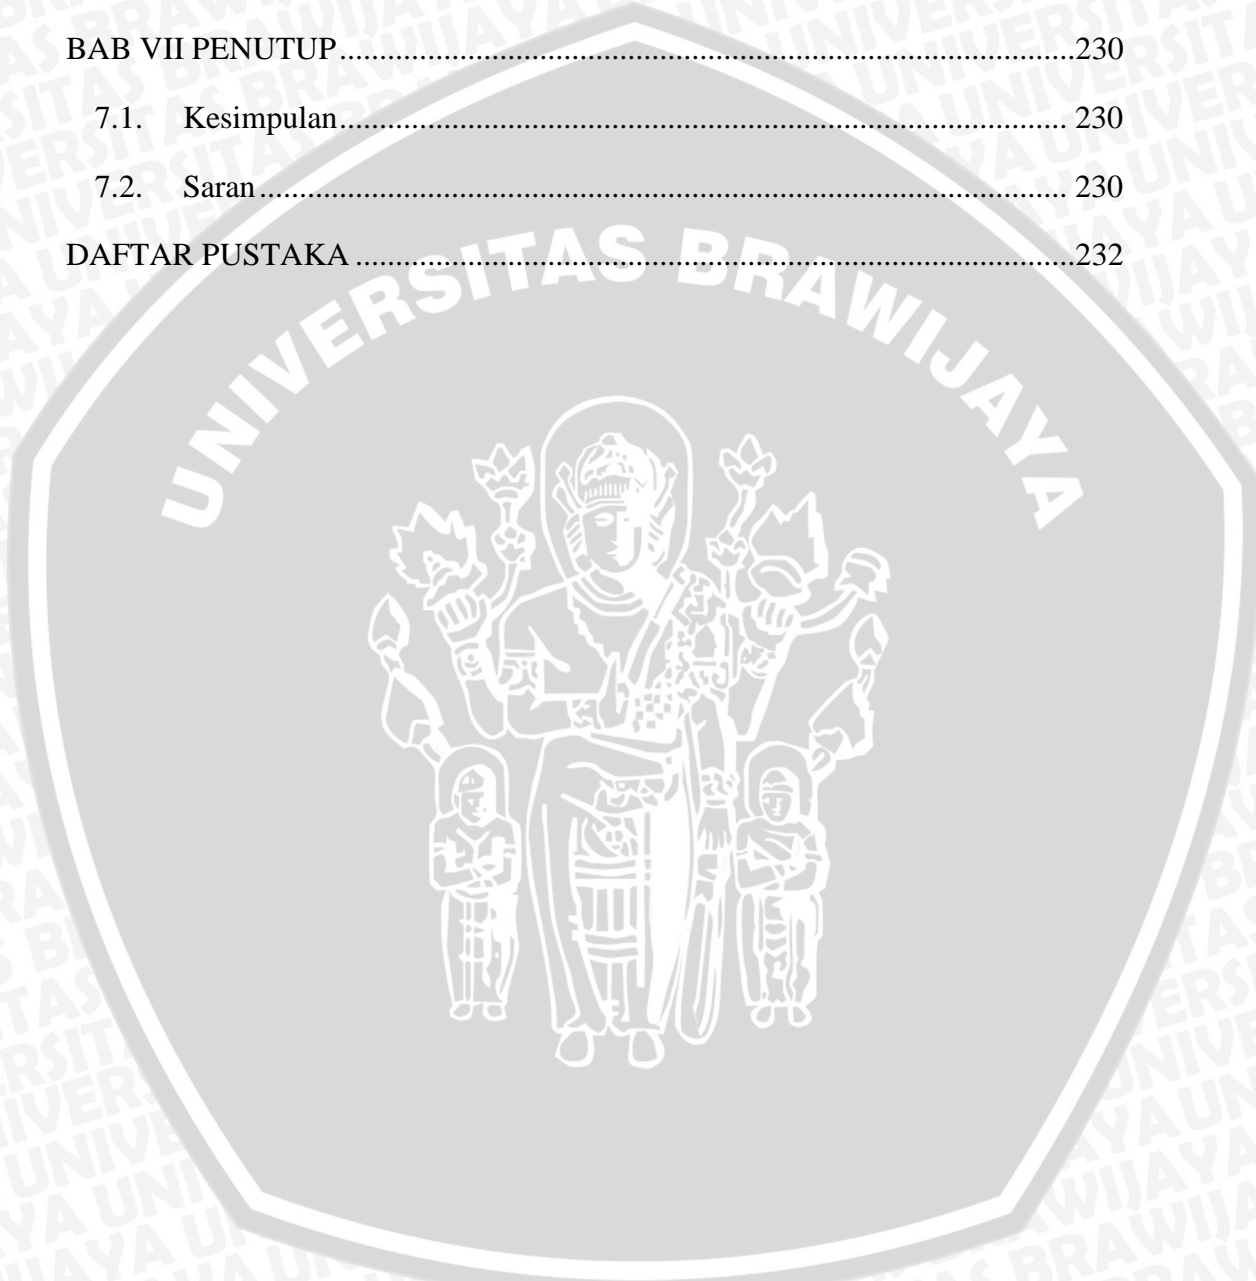 BAB VII PENUTUP..........................................................................................230
7.1. Kesimpulan......................................................................................... 230
7.2. Saran ................................................................................................... 230
DAFTAR PUSTAKA ........................................................................................232
UNIVERSITAS BRAWIJAYA